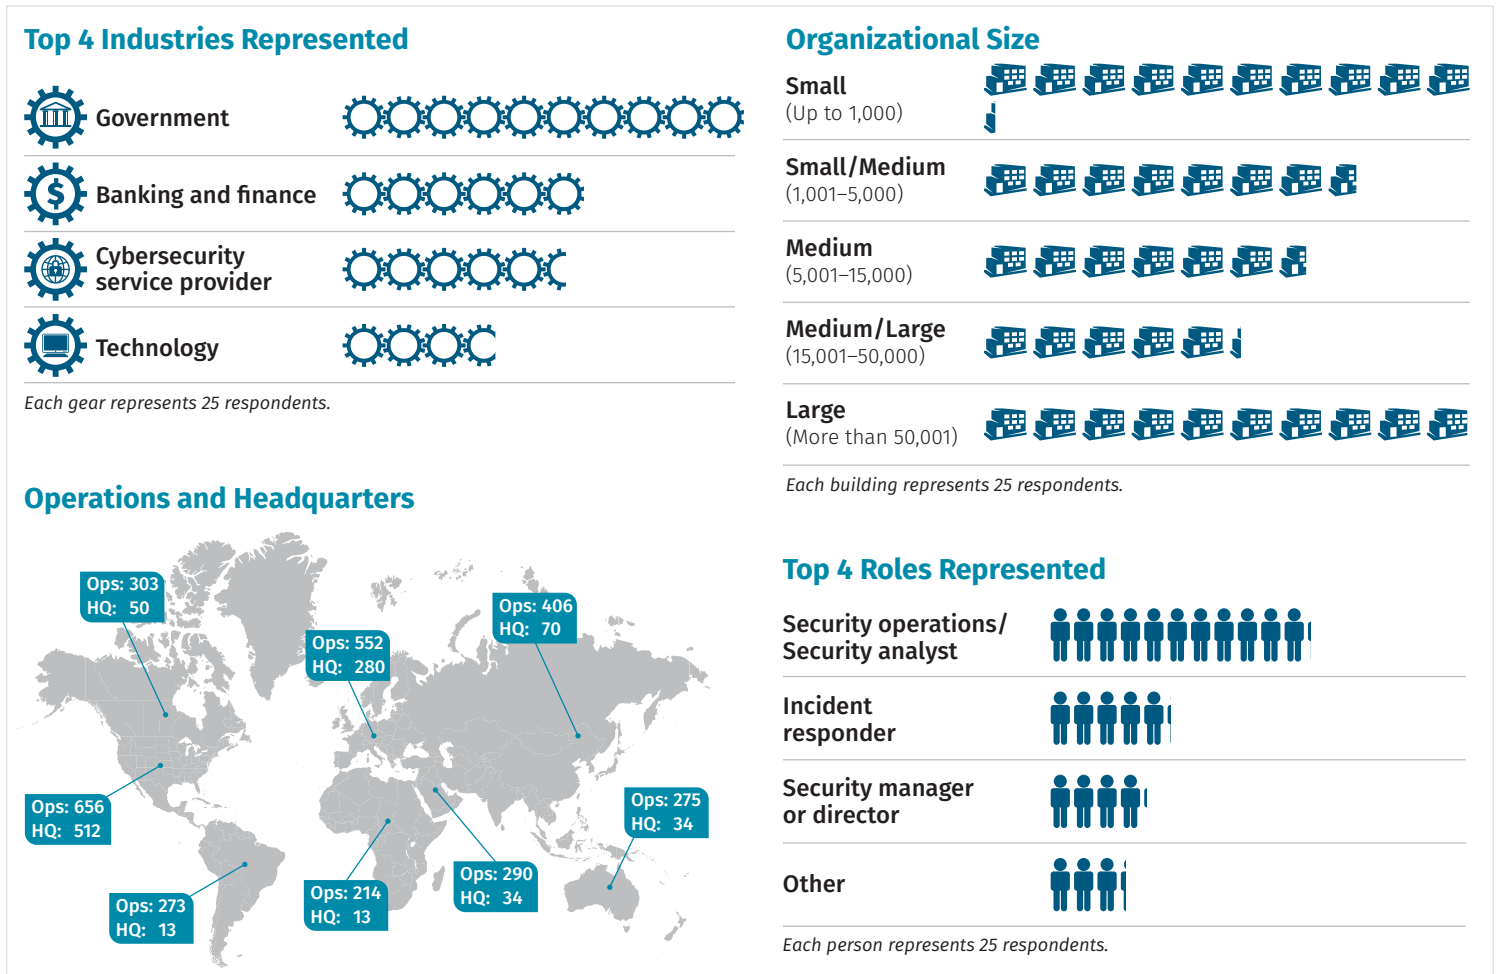 Top 4 Industries Represented
Government
Banking and finance
Cybersecurity
service provider
Technology
Each gear represents 25 respondents.
Operations and Headquarters
Ops: 303
HQ: 50
Ops: 552
HQ: 280
Ops: 406
HQ: 70
Ops: 656
HQ: 512
Ops: 275
HQ: 34
Ops: 290
HQ: 34
Ops: 214
HQ: 13
Ops: 273
HQ: 13
Organizational Size
Small
(Up to 1,000)
Small/Medium
(1,001–5,000)
Medium
(5,001–15,000)
Medium/Large
(15,001–50,000)
Large
(More than 50,001)
Each building represents 25 respondents.
Top 4 Roles Represented
Security operations/
Security analyst
Incident
responder
Security manager
or director
Other
Each person represents 25 respondents.